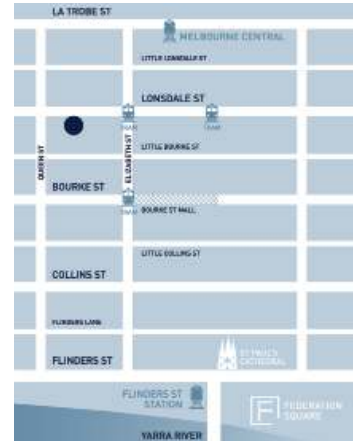 LA TROBE ST
MELBOURNE CENTRAL
LITTLE LONSDALE ST
LONSDALE ST
TRAM
TRAM
LITTLE BOURKE ST
QUEEN ST
ELIZABETH ST
BOURKE ST
TRAM
BOURKE ST MALL
LITTLE COLLINS ST
COLLINS ST
FLINDERS LANE
FLINDERS ST
ST PAUL'S
CATHEDRAL
FLINDERS ST
STATION
F
FEDERATION
SQUARE
YARRA RIVER